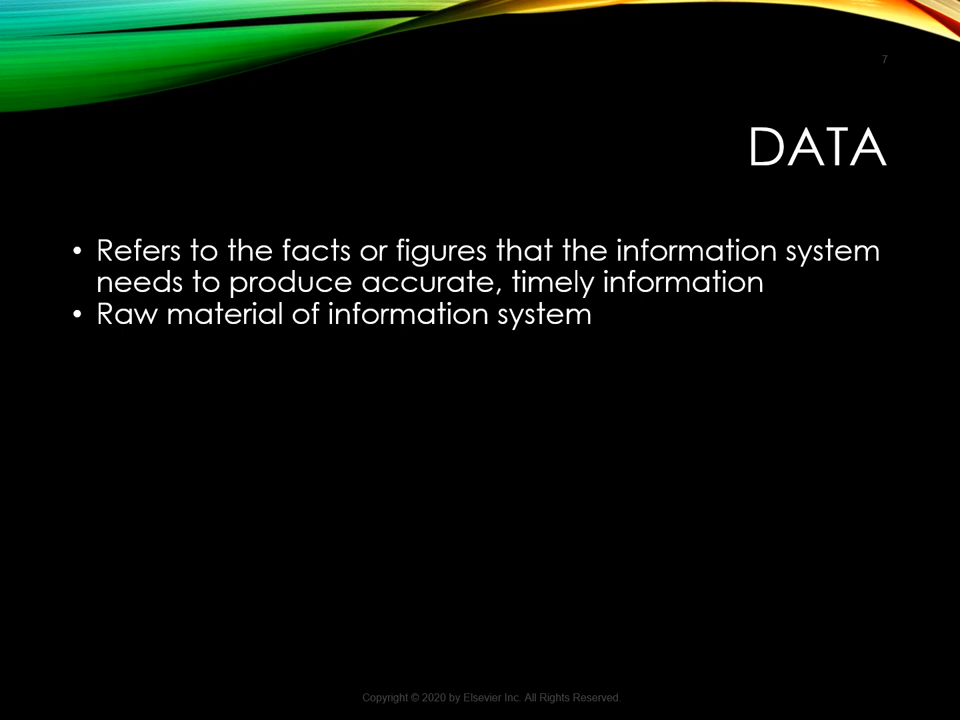 7
DATA
• Refers to the facts or figures that the information system
needs to produce accurate, timely information
• Raw material of information system
Copyright © 2020 by Elsevier Inc. All Rights Reserved.